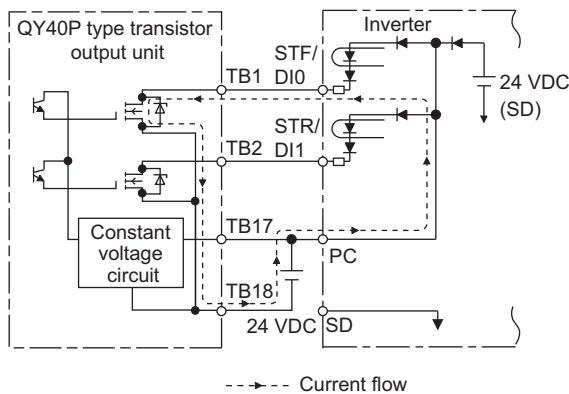 QY40P type transistor
output unit
Inverter
STF/
DI0
TB1
24 VDC
(SD)
STR/
DI1
TB2
Constant
voltage
circuit
TB17
PC
TB18
24 VDC
SD
Current flow